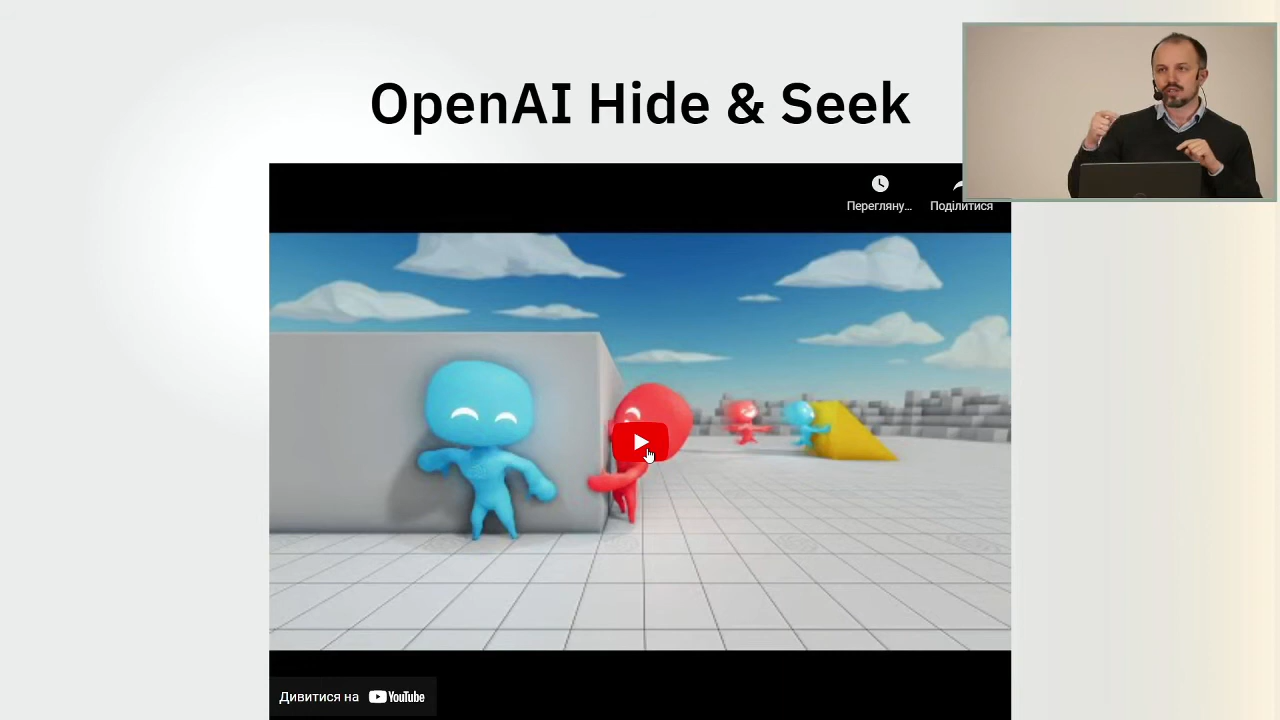 OpenAI Hide & Seek
Перегляну...
Поділитися
Дивитися на YouTube